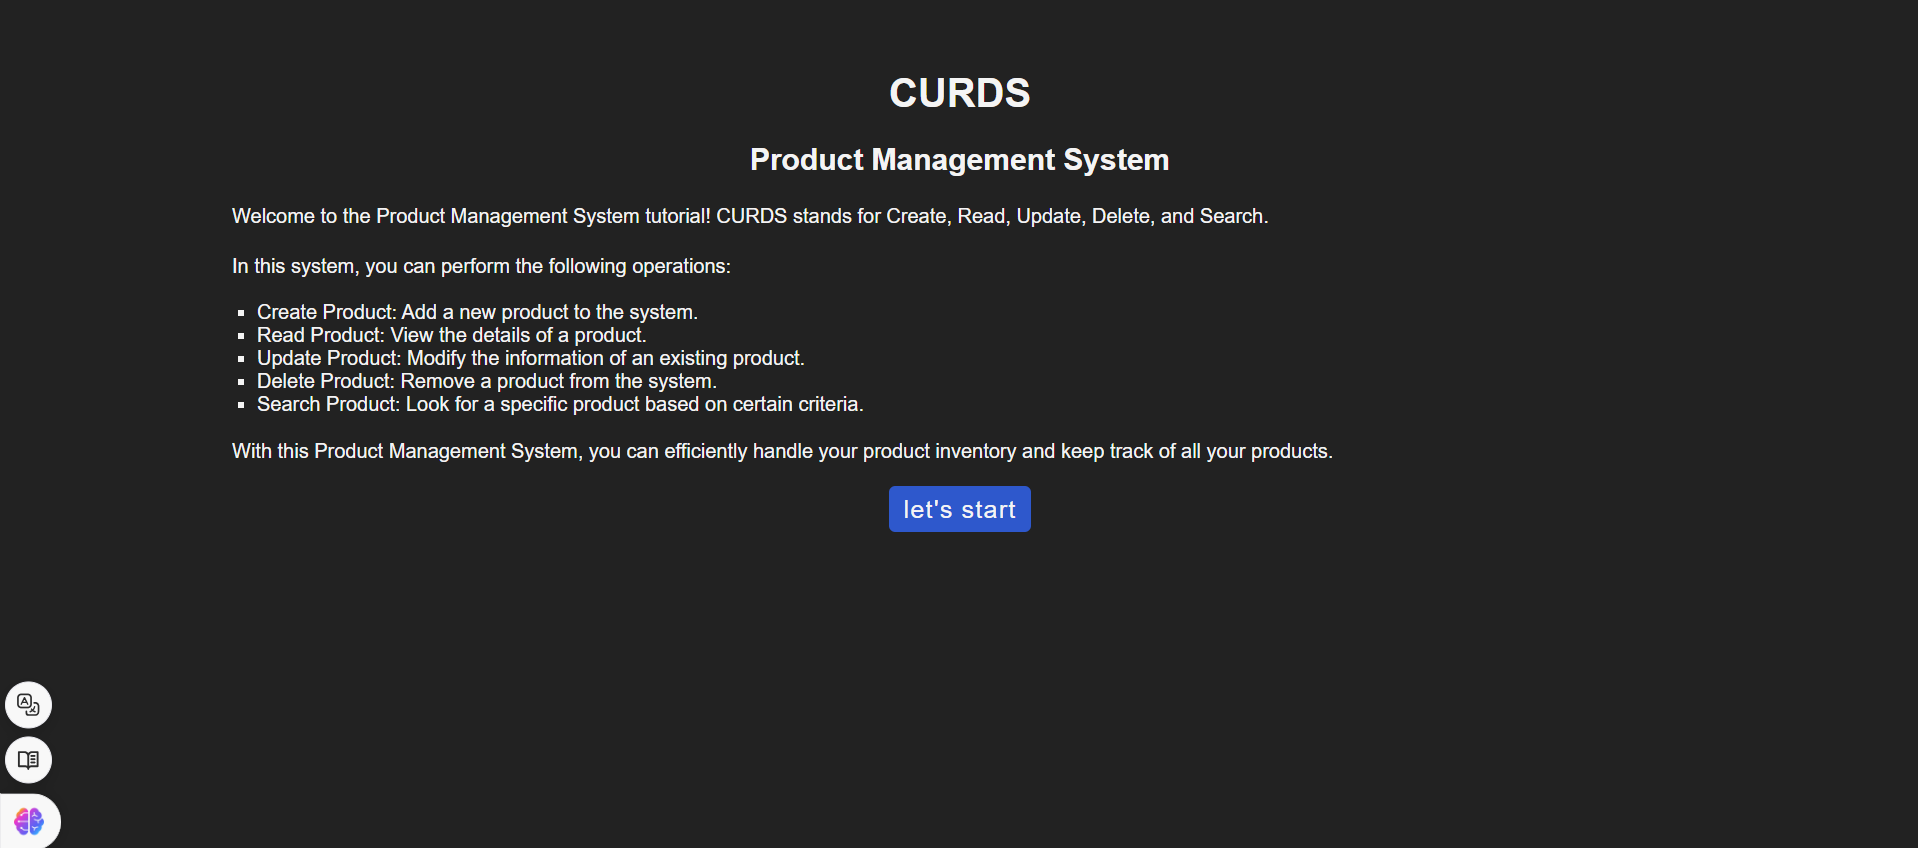 CURDS
Product Management System
Welcome to the Product Management System tutorial! CURDS stands for Create, Read, Update, Delete, and Search.
In this system, you can perform the following operations:
Create Product: Add a new product to the system.
Read Product: View the details of a product.
Update Product: Modify the information of an existing product.
Delete Product: Remove a product from the system.
Search Product: Look for a specific product based on certain criteria.
With this Product Management System, you can efficiently handle your product inventory and keep track of all your products.
let's start